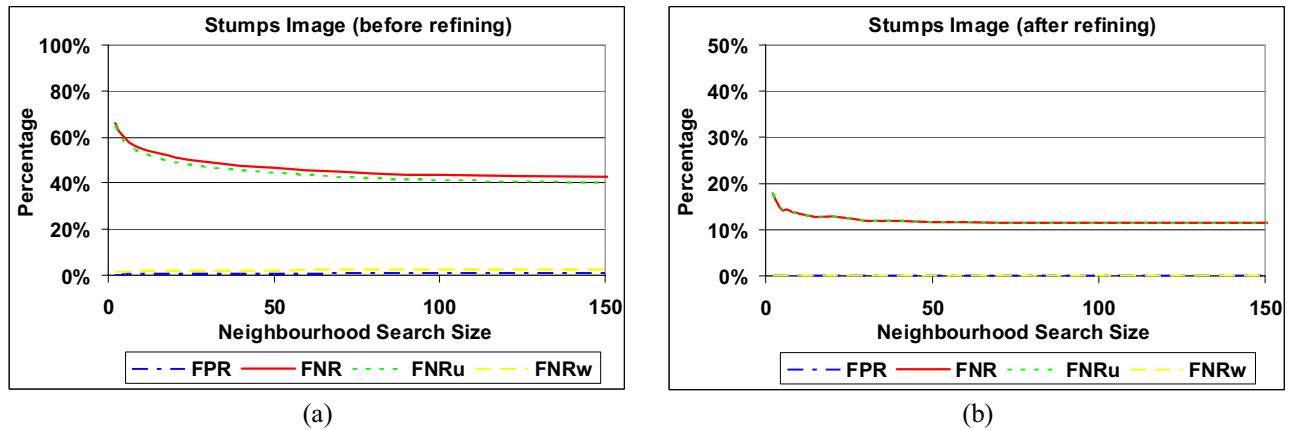 Stumps Image (before refining)
100%
80%
60%
40%
20%
0%
Percentage
0 50 100 150
Neighbourhood Search Size
FPR FNR FNRu FNRw
(a)
Stumps Image (after refining)
50%
40%
30%
20%
10%
0%
Percentage
0 50 100 150
Neighbourhood Search Size
FPR FNR FNRu FNRw
(b)